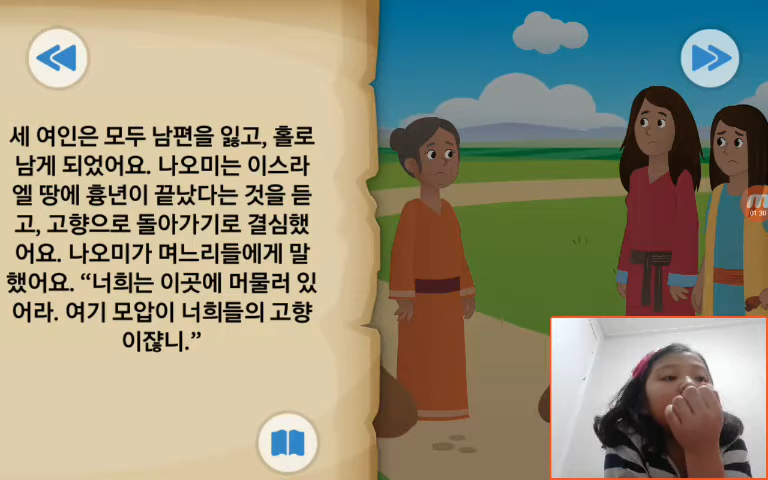 세 여인은 모두 남편을 잃고, 홀로
남게 되었어요. 나오미는 이스라
엘 땅에 흉년이 끝났다는 것을 듣
고, 고향으로 돌아가기로 결심했
어요. 나오미가 며느리들에게 말
했어요. “너희는 이곳에 머물러 있
어라. 여기 모압이 너희들의 고향
이쟎니.”
01:30